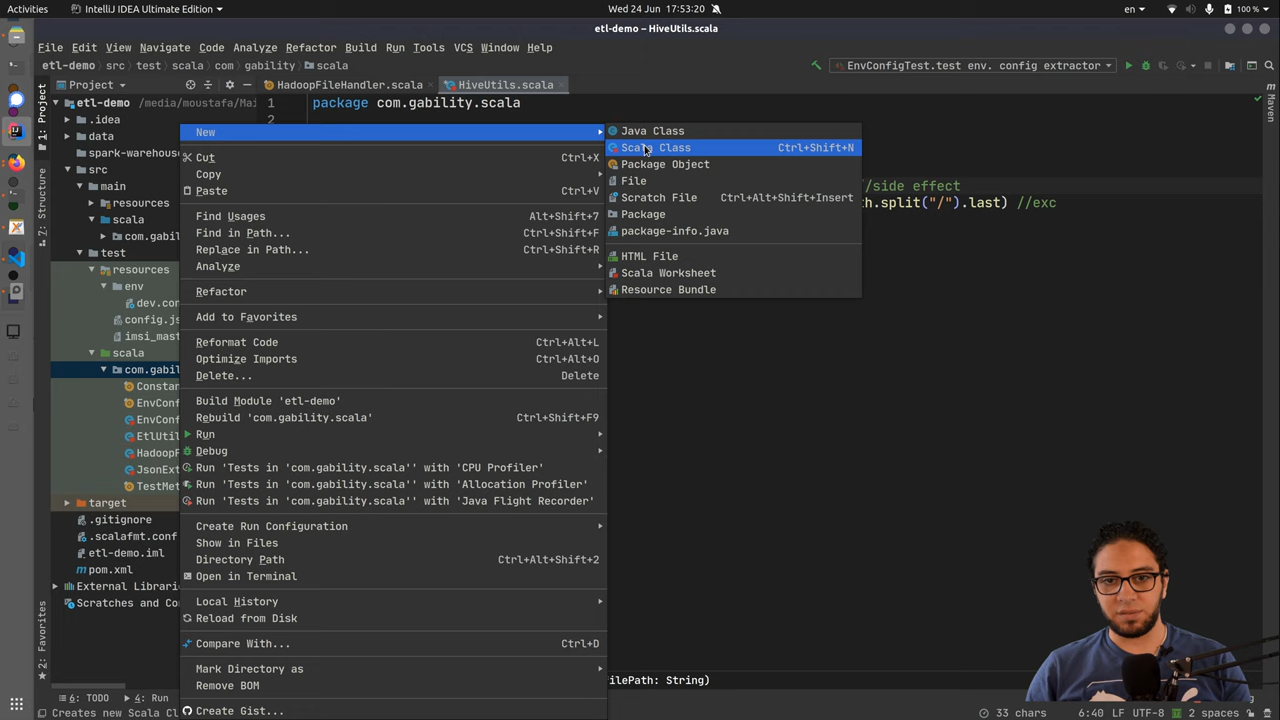 Activities
IntelliJ IDEA Ultimate Edition
Wed 24 Jun 17:53:20
en
100 %
etl-demo – HiveUtils.scala
File Edit View Navigate Code Analyze Refactor Build Run Tools VCS Window Help
etl-demo src test scala com gability scala
EnvConfigTest.test env. config extractor
Project
HadoopFileHandler.scala
HiveUtils.scala
1: Project
7: Structure
2: Favorites
Maven
etl-demo /media/moustafa/Mai
.idea
data
spark-warehouse
src
main
resources
scala
com.gabil
test
resources
env
dev.con
config.js
imsi_mast
scala
com.gabil
Constan
EnvConf
EnvConf
EtlUtil
HadoopF
JsonExt
TestMet
target
.gitignore
.scalafmt.conf
etl-demo.iml
pom.xml
External Librari
Scratches and Co
1 package com.gability.scala
2
//side effect
h.split("/").last) //exc
New
Cut Ctrl+X
Copy
Paste Ctrl+V
Find Usages Alt+Shift+7
Find in Path... Ctrl+Shift+F
Replace in Path... Ctrl+Shift+R
Analyze
Refactor
Add to Favorites
Reformat Code Ctrl+Alt+L
Optimize Imports Ctrl+Alt+O
Delete... Delete
Build Module 'etl-demo'
Rebuild 'com.gability.scala' Ctrl+Shift+F9
Run
Debug
Run 'Tests in 'com.gability.scala'' with 'CPU Profiler'
Run 'Tests in 'com.gability.scala'' with 'Allocation Profiler'
Run 'Tests in 'com.gability.scala'' with 'Java Flight Recorder'
Create Run Configuration
Show in Files
Directory Path Ctrl+Alt+Shift+2
Open in Terminal
Local History
Reload from Disk
Compare With... Ctrl+D
Mark Directory as
Remove BOM
Create Gist...
Java Class
Scala Class Ctrl+Shift+N
Package Object
File
Scratch File Ctrl+Alt+Shift+Insert
Package
package-info.java
HTML File
Scala Worksheet
Resource Bundle
ilePath: String)
6: TODO
4: Run
Creates new Scala Cl
33 chars
6:40 LF UTF-8 2 spaces